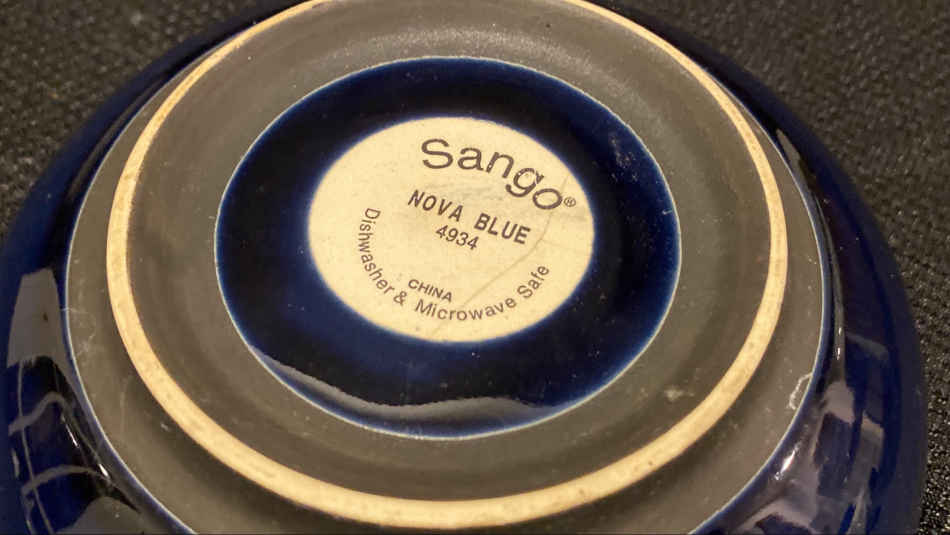 Sango®
NOVA BLUE
4934
CHINA
Dishwasher & Microwave Safe